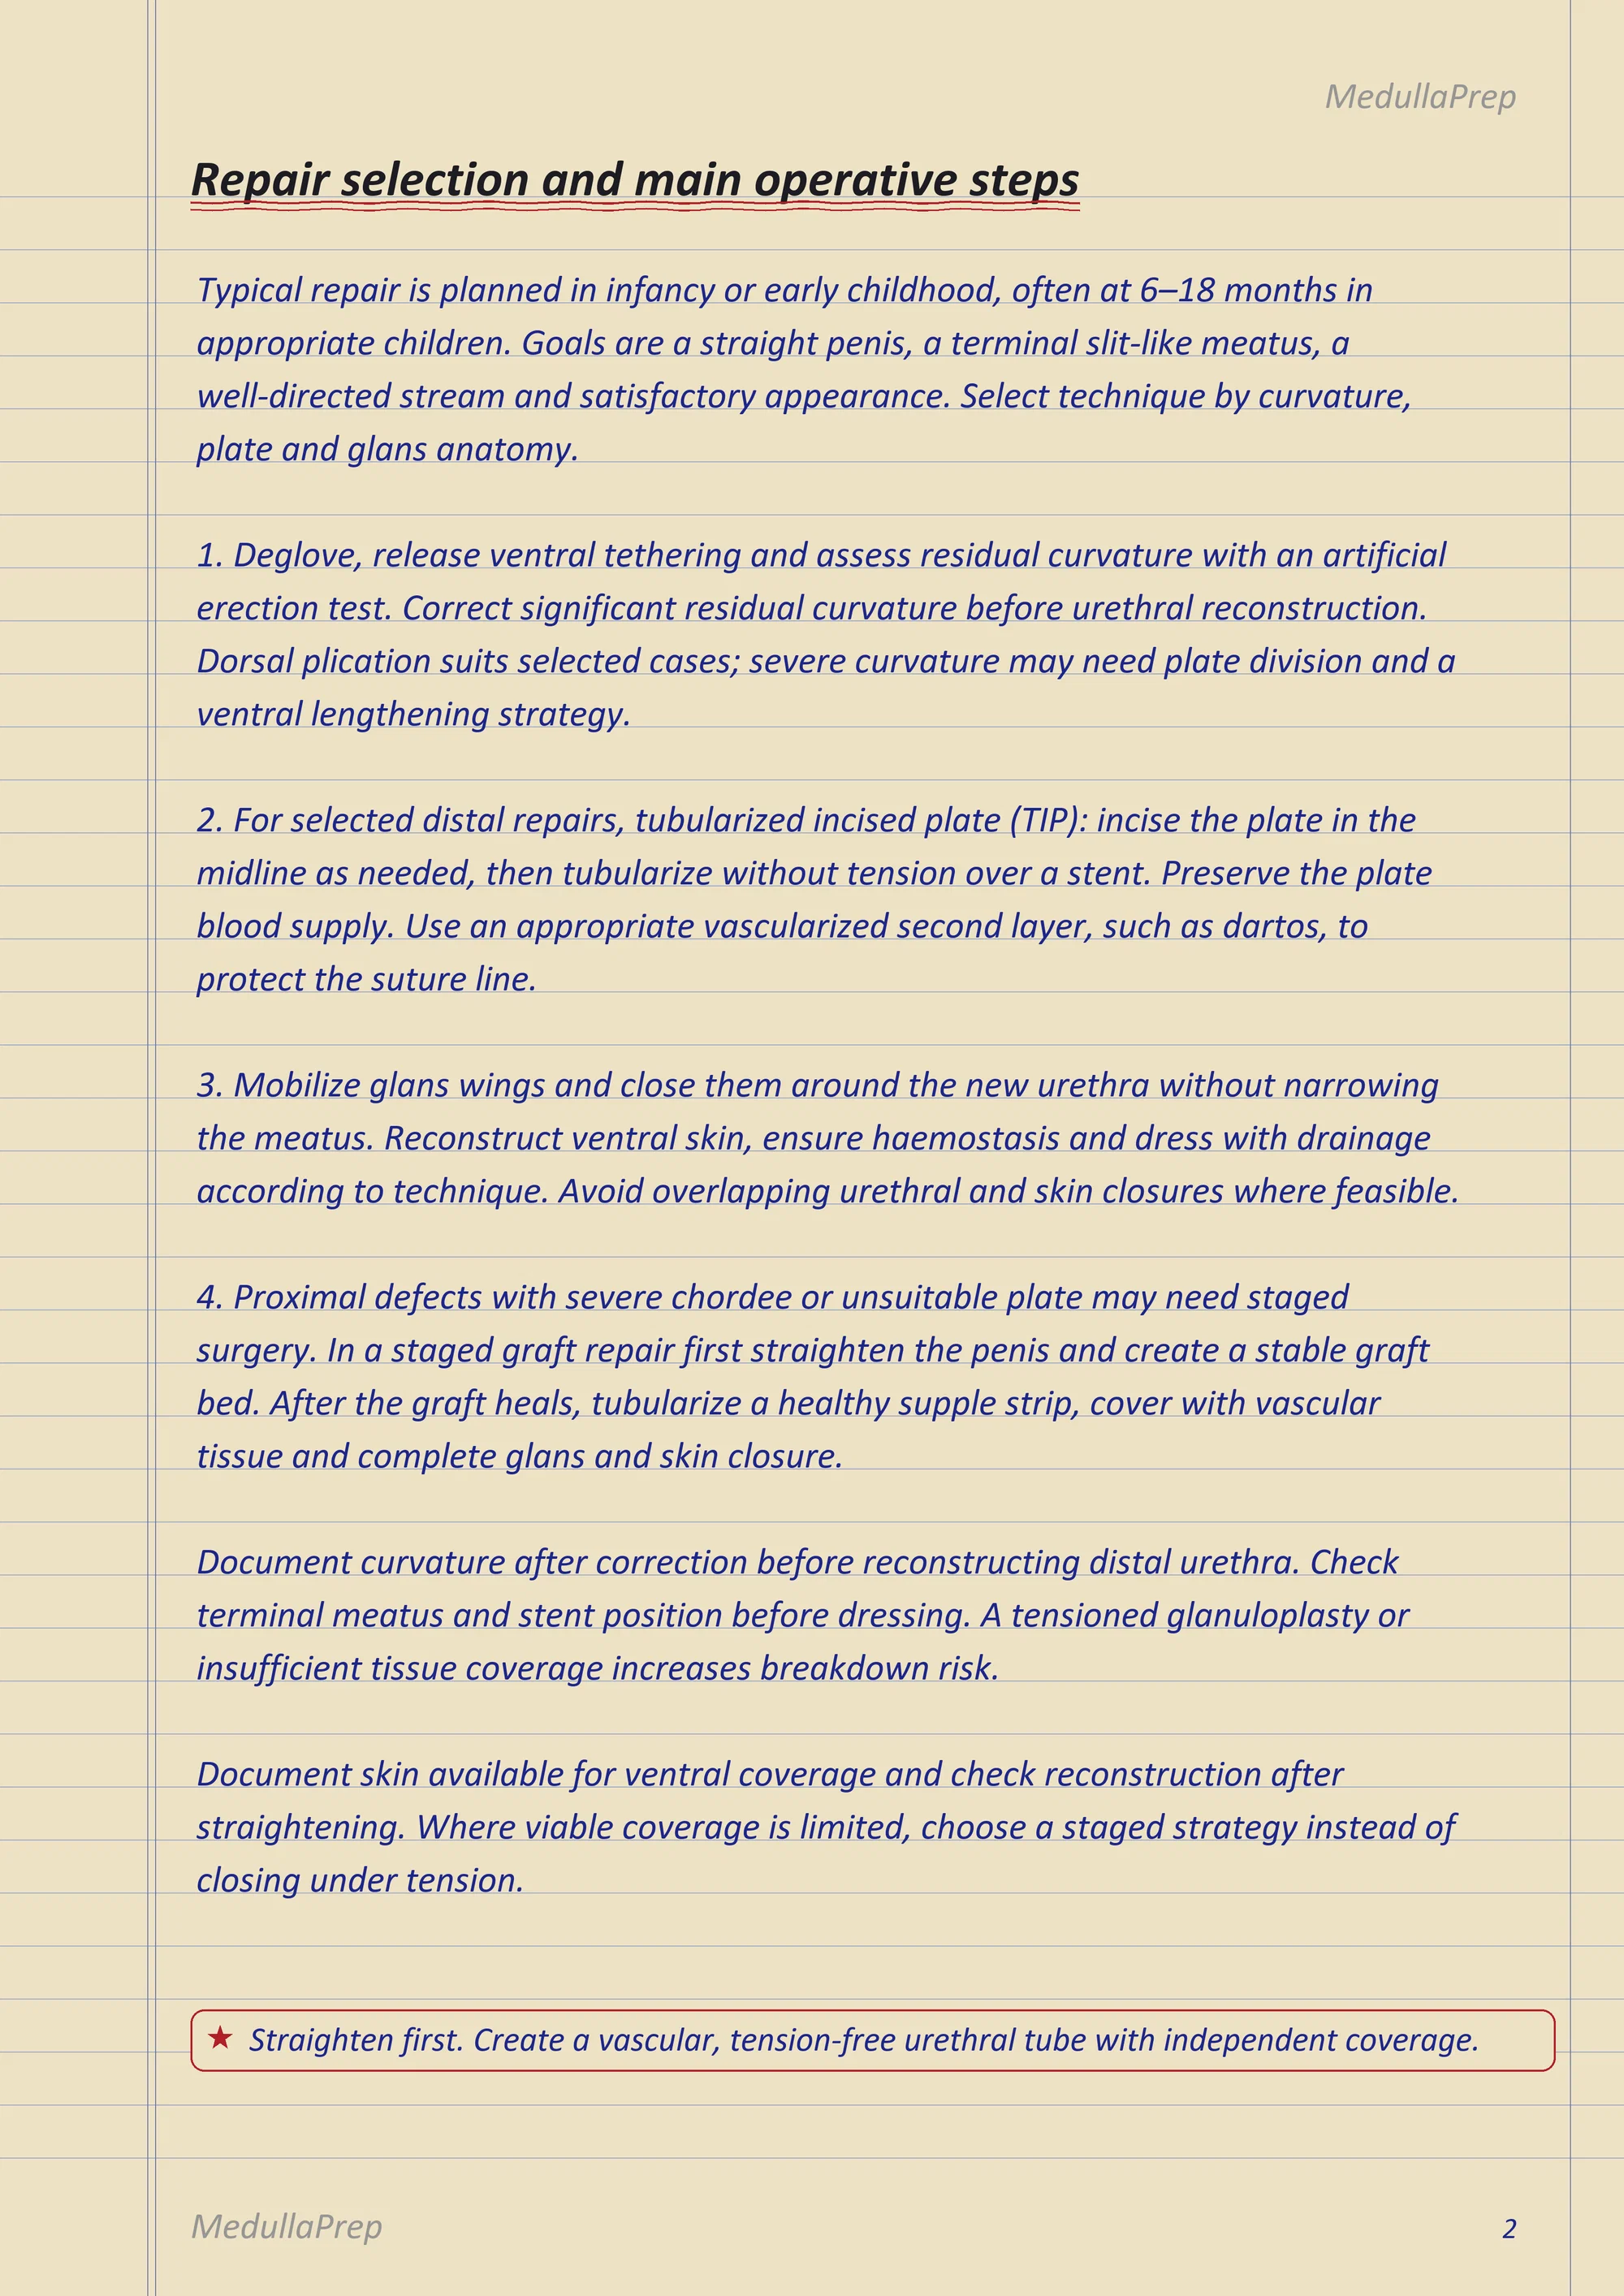 MedullaPrep
Repair selection and main operative steps
Typical repair is planned in infancy or early childhood, often at 6–18 months in
appropriate children. Goals are a straight penis, a terminal slit-like meatus, a
well-directed stream and satisfactory appearance. Select technique by curvature,
plate and glans anatomy.
1. Deglove, release ventral tethering and assess residual curvature with an artificial
erection test. Correct significant residual curvature before urethral reconstruction.
Dorsal plication suits selected cases; severe curvature may need plate division and a
ventral lengthening strategy.
2. For selected distal repairs, tubularized incised plate (TIP): incise the plate in the
midline as needed, then tubularize without tension over a stent. Preserve the plate
blood supply. Use an appropriate vascularized second layer, such as dartos, to
protect the suture line.
3. Mobilize glans wings and close them around the new urethra without narrowing
the meatus. Reconstruct ventral skin, ensure haemostasis and dress with drainage
according to technique. Avoid overlapping urethral and skin closures where feasible.
4. Proximal defects with severe chordee or unsuitable plate may need staged
surgery. In a staged graft repair first straighten the penis and create a stable graft
bed. After the graft heals, tubularize a healthy supple strip, cover with vascular
tissue and complete glans and skin closure.
Document curvature after correction before reconstructing distal urethra. Check
terminal meatus and stent position before dressing. A tensioned glanuloplasty or
insufficient tissue coverage increases breakdown risk.
Document skin available for ventral coverage and check reconstruction after
straightening. Where viable coverage is limited, choose a staged strategy instead of
closing under tension.
★ Straighten first. Create a vascular, tension-free urethral tube with independent coverage.
MedullaPrep
2